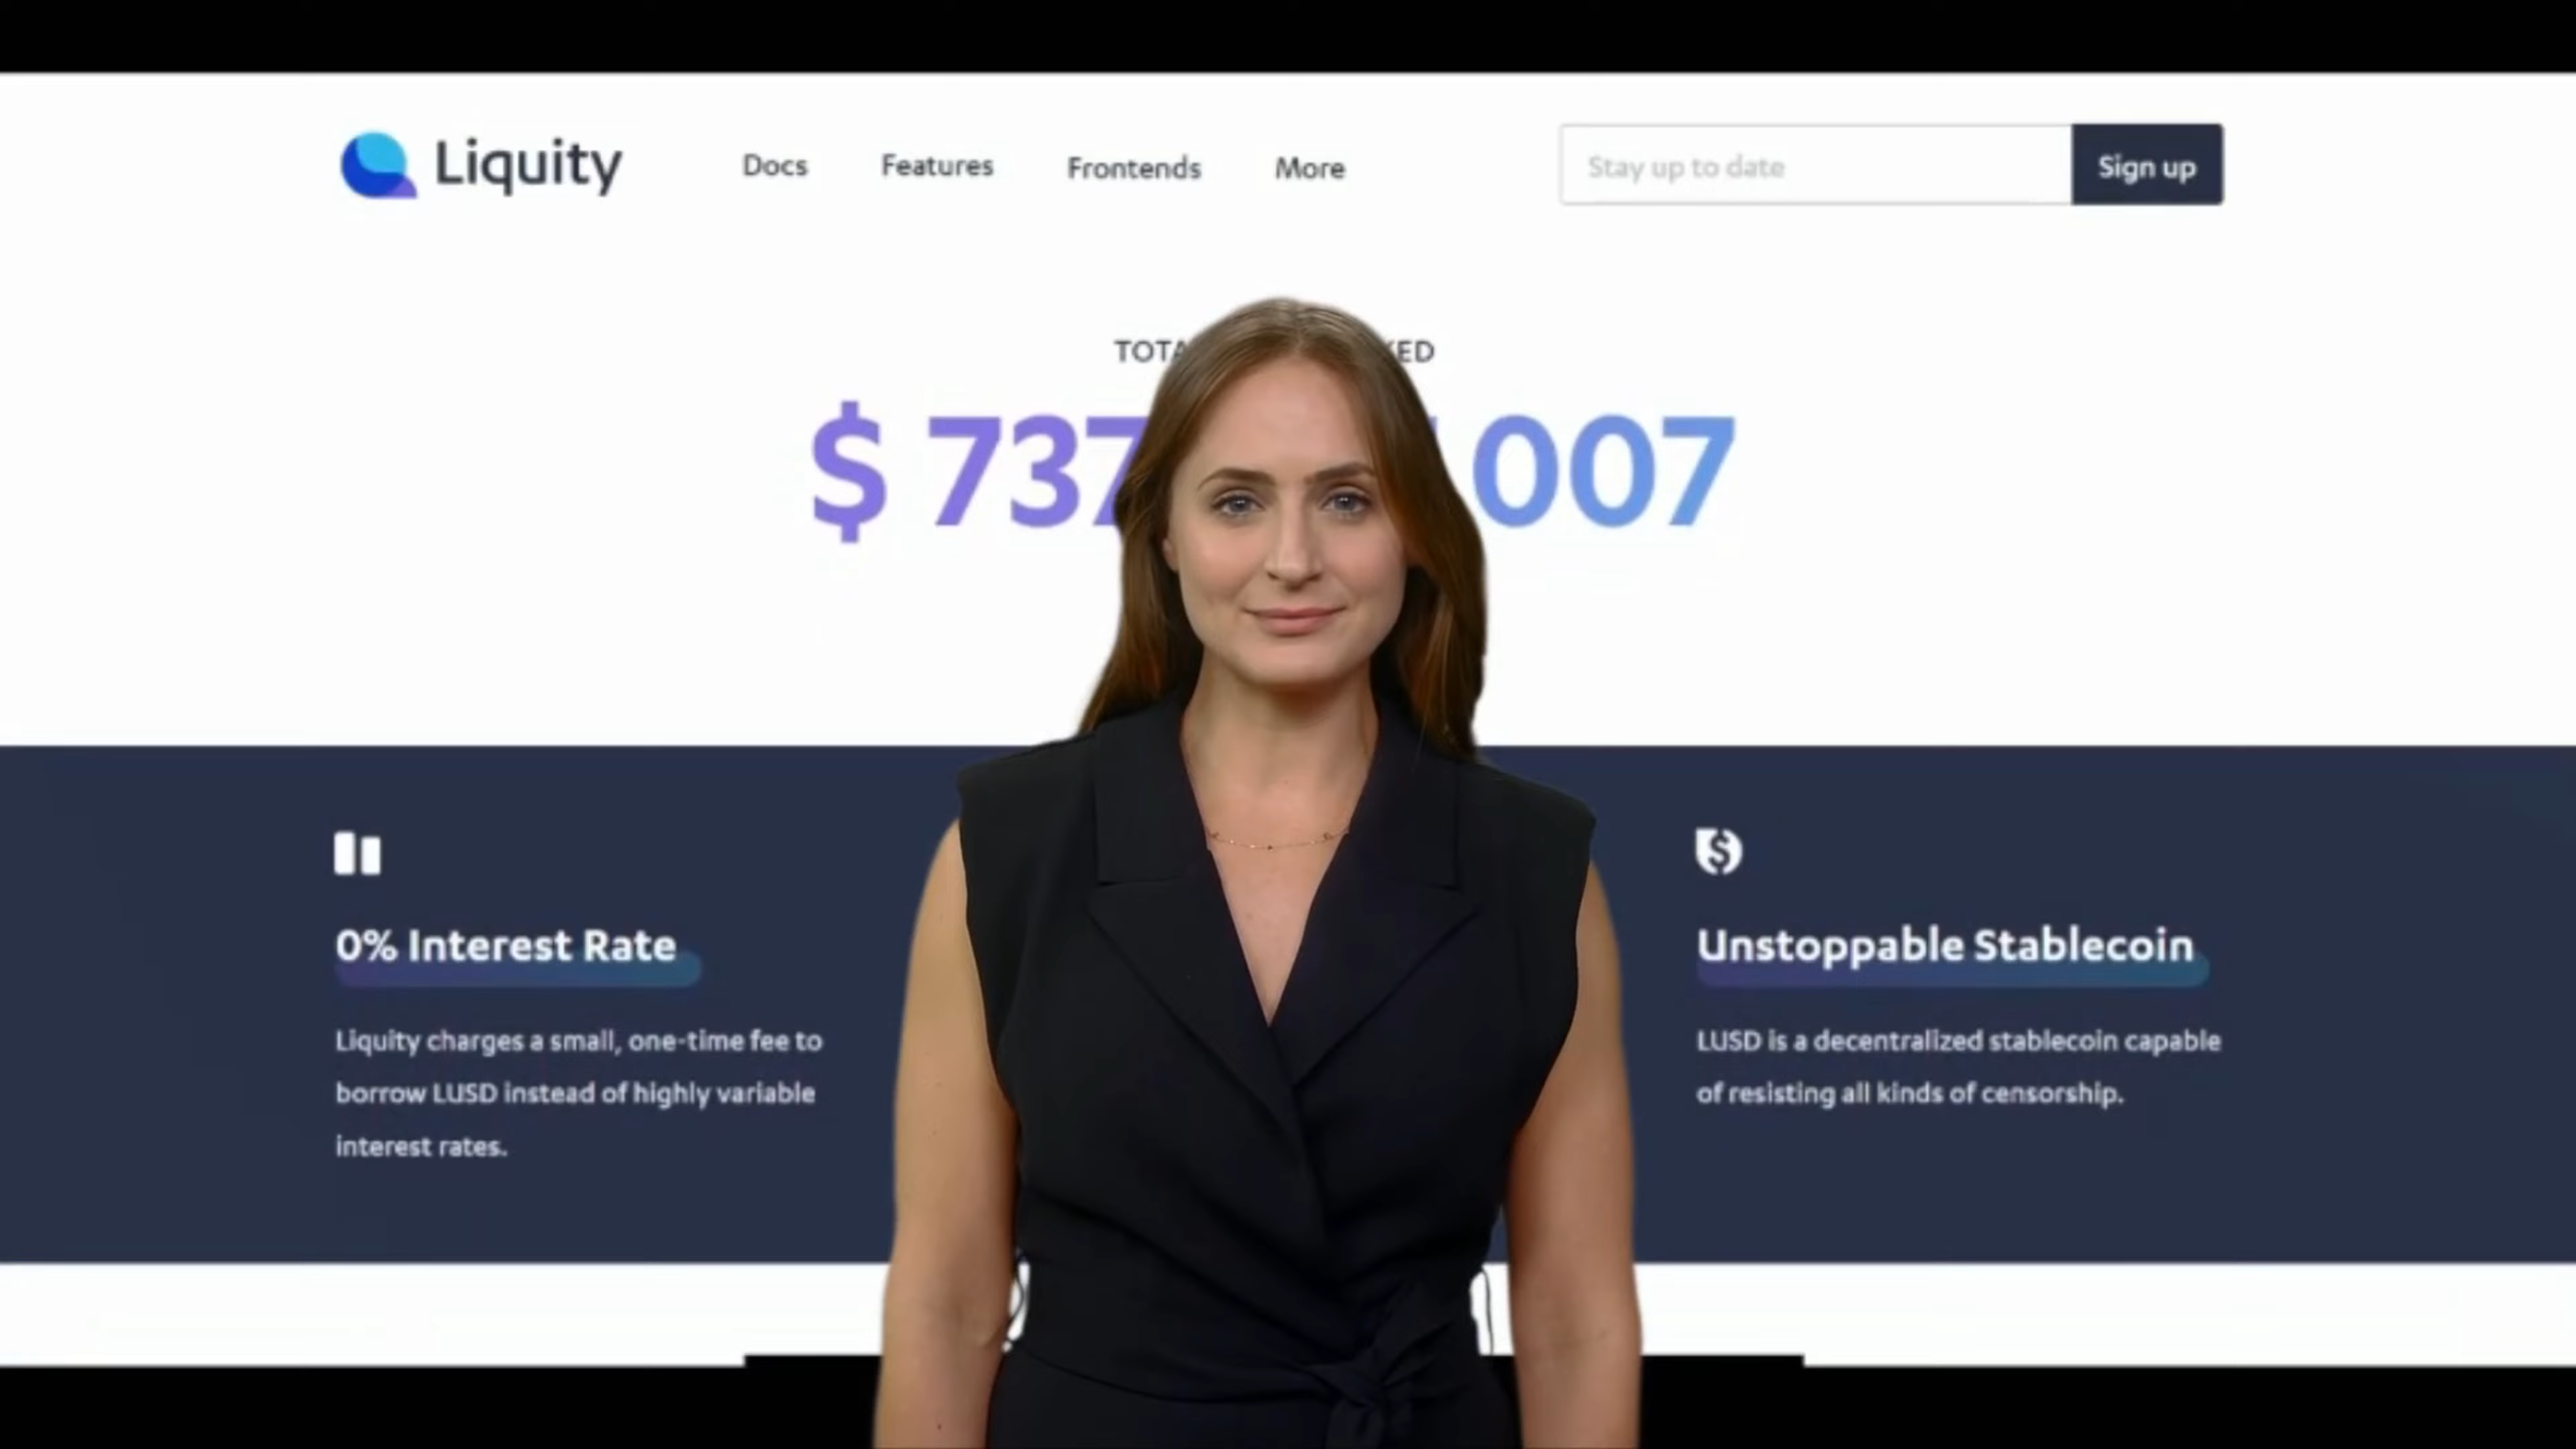 Liquity
Docs
Features
Frontends
More
Stay up to date
Sign up
$ 737
007
0% Interest Rate
Liquity charges a small, one-time fee to
borrow LUSD instead of highly variable
interest rates.
Unstoppable Stablecoin
LUSD is a decentralized stablecoin capable
of resisting all kinds of censorship.